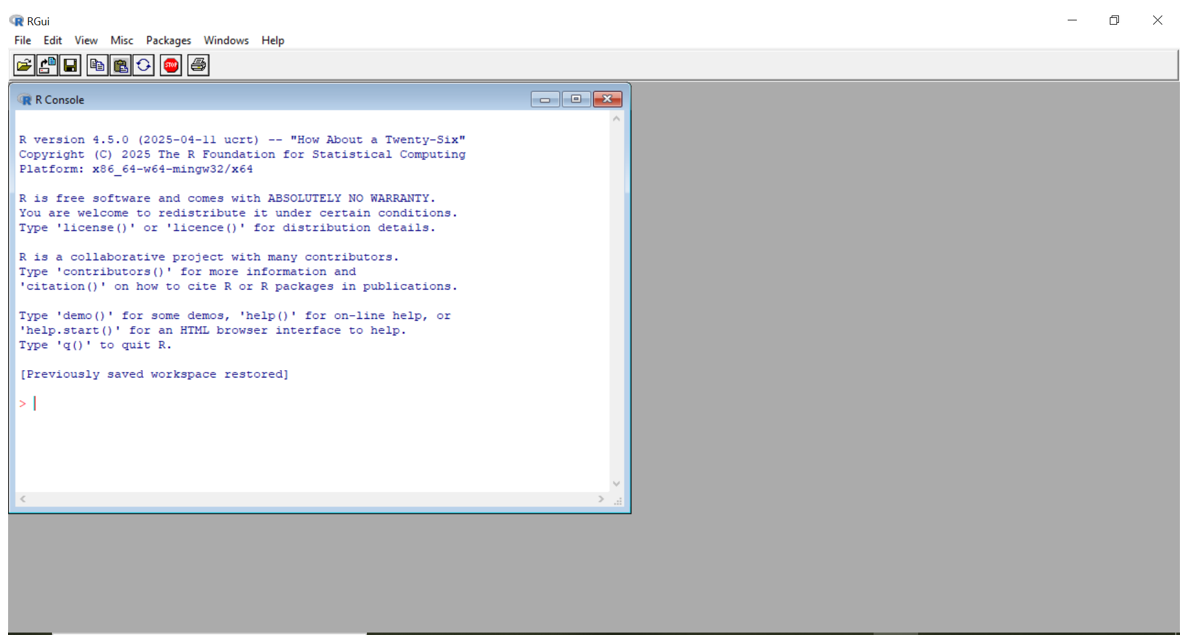 RGui
File Edit View Misc Packages Windows Help
STOP
R Console
R version 4.5.0 (2025-04-11 ucrt) -- "How About a Twenty-Six"
Copyright (C) 2025 The R Foundation for Statistical Computing
Platform: x86_64-w64-mingw32/x64
R is free software and comes with ABSOLUTELY NO WARRANTY.
You are welcome to redistribute it under certain conditions.
Type 'license()' or 'licence()' for distribution details.
R is a collaborative project with many contributors.
Type 'contributors()' for more information and
'citation()' on how to cite R or R packages in publications.
Type 'demo()' for some demos, 'help()' for on-line help, or
'help.start()' for an HTML browser interface to help.
Type 'q()' to quit R.
[Previously saved workspace restored]
>